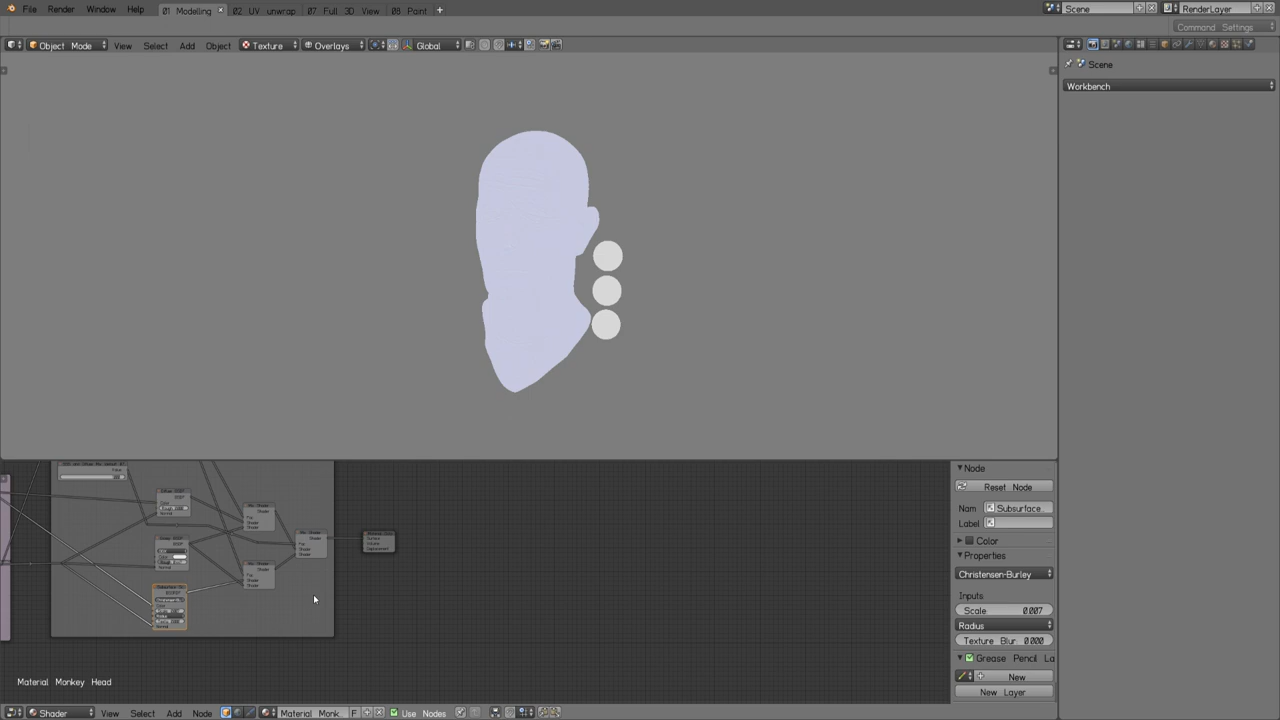 File Render Window Help 01 Modelling 02 UV unwrap 07 Full 3D View 08 Paint Scene RenderLayer
Command Settings
Object Mode View Select Add Object Texture Overlays Global
Scene
Workbench
Node
Reset Node
Nam Subsurface.
Label
Color
Properties
Christensen-Burley
Inputs
Scale: 0.007
Radius
Texture Blur: 0.000
Grease Pencil La
New
New Layer
Material Monkey Head
Shader View Select Add Node Material Monk. F Use Nodes